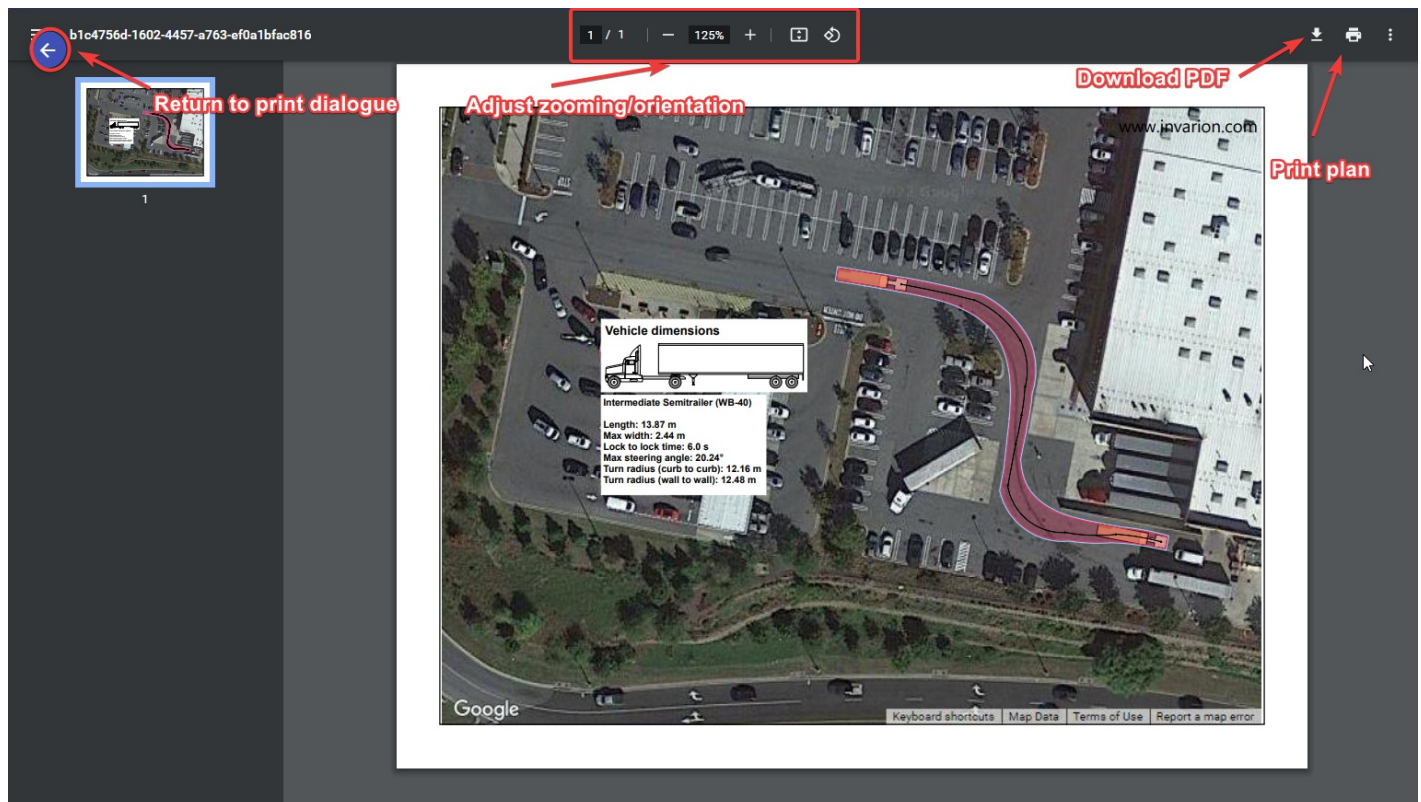 b1c4756d-1602-4457-a763-ef0a1bfac816
1 / 1
125%
Return to print dialogue
Adjust zooming/orientation
Download PDF
Print plan
1
www.invarion.com
STOP
Vehicle dimensions
Intermediate Semitrailer (WB-40)
Length: 13.87 m
Max width: 2.44 m
Lock to lock time: 6.0 s
Max steering angle: 20.24°
Turn radius (curb to curb): 12.16 m
Turn radius (wall to wall): 12.48 m
Google
Keyboard shortcuts
Map Data
Terms of Use
Report a map error